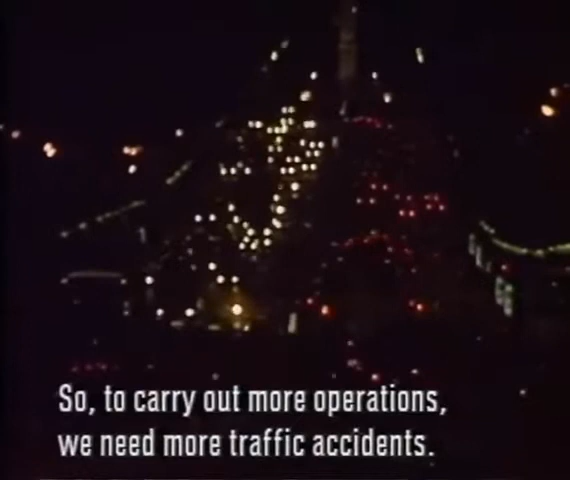 So, to carry out more operations,
we need more traffic accidents.